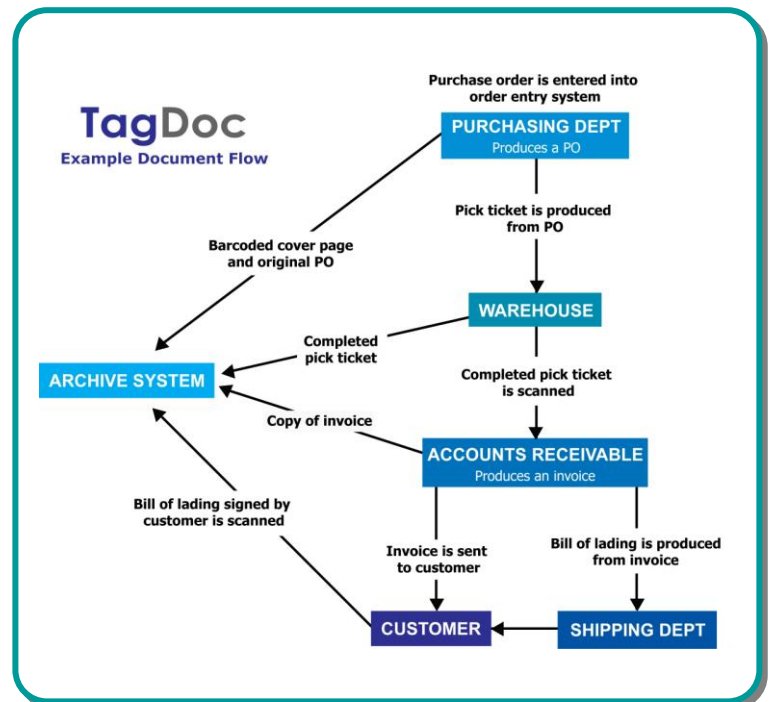 TagDoc
Example Document Flow
Purchase order is entered into
order entry system
PURCHASING DEPT
Produces a PO
Pick ticket is produced
from PO
Barcoded cover page
and original PO
WAREHOUSE
Completed
pick ticket
ARCHIVE SYSTEM
Completed pick ticket
is scanned
Copy of invoice
ACCOUNTS RECEIVABLE
Produces an invoice
Bill of lading signed by
customer is scanned
Invoice is sent
to customer
Bill of lading is produced
from invoice
CUSTOMER
SHIPPING DEPT